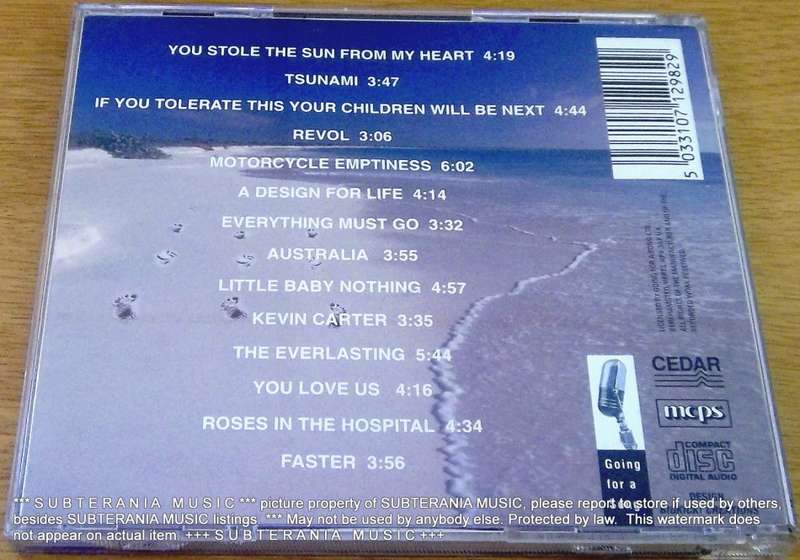 YOU STOLE THE SUN FROM MY HEART 4:19
TSUNAMI 3:47
IF YOU TOLERATE THIS YOUR CHILDREN WILL BE NEXT 4:44
REVOL 3:06
MOTORCYCLE EMPTINESS 6:02
A DESIGN FOR LIFE 4:14
EVERYTHING MUST GO 3:32
AUSTRALIA 3:55
LITTLE BABY NOTHING 4:57
KEVIN CARTER 3:35
THE EVERLASTING 5:44
YOU LOVE US 4:16
ROSES IN THE HOSPITAL 4:34
FASTER 3:56
5 033107 129829
CEDAR
mcps
COMPACT
disc
DIGITAL AUDIO
DESIGN
Going
for a
Song
*** SUBTERANIA MUSIC *** picture property of SUBTERANIA MUSIC, please report to store if used by others,
besides SUBTERANIA MUSIC listings. *** May not be used by anybody else. Protected by law. This watermark does
not appear on actual item. +++ SUBTERANIA MUSIC +++